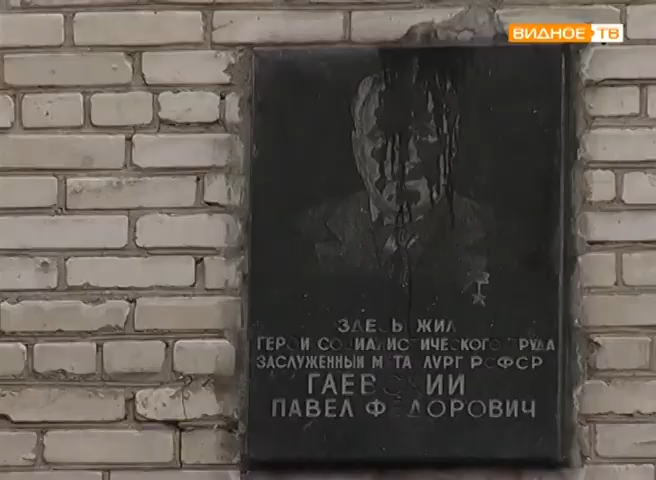 ВИДНОЕ ТВ
ЗДЕСЬ ЖИЛ
ГЕРОЙ СОЦИАЛИСТИЧЕСКОГО ТРУДА
ЗАСЛУЖЕННЫЙ МЕТАЛЛУРГ РСФСР
ГАЕВСКИЙ
ПАВЕЛ ФЕДОРОВИЧ